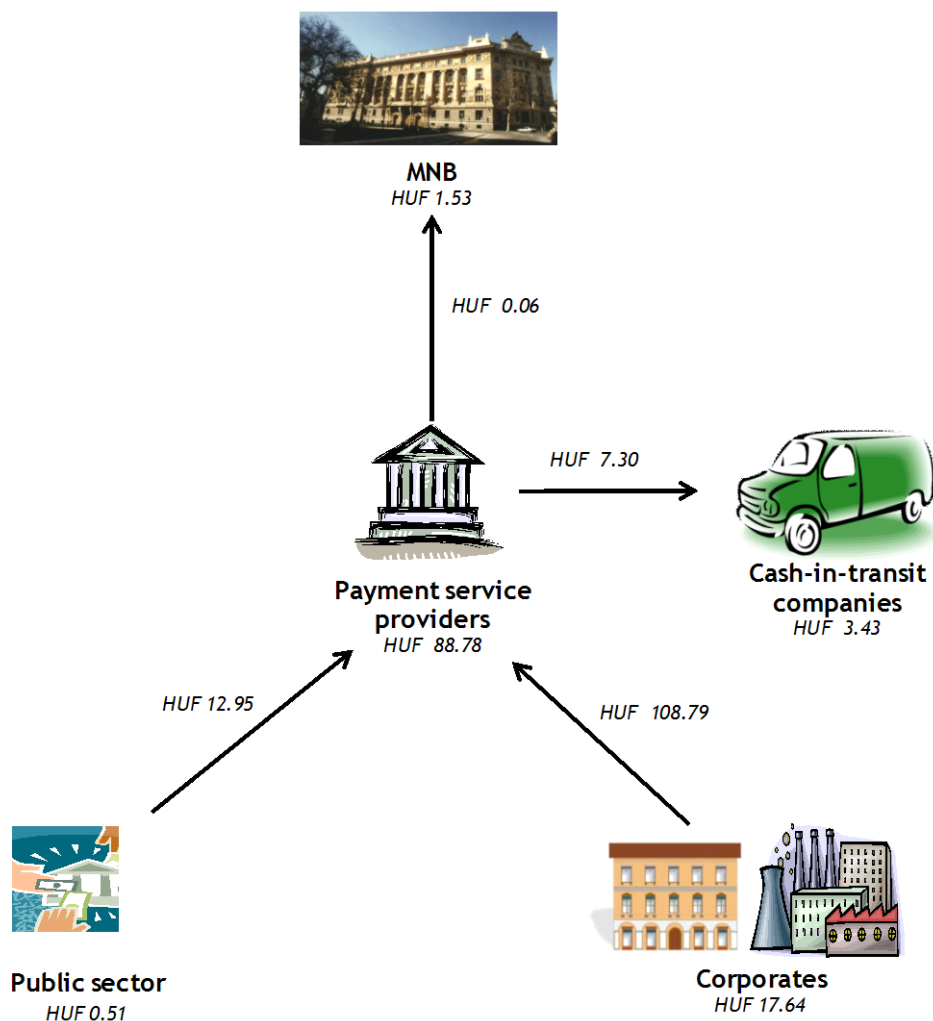 MNB
HUF 1.53
HUF 0.06
HUF 7.30
Payment service
providers
HUF 88.78
Cash-in-transit
companies
HUF 3.43
HUF 12.95
HUF 108.79
Public sector
HUF 0.51
Corporates
HUF 17.64